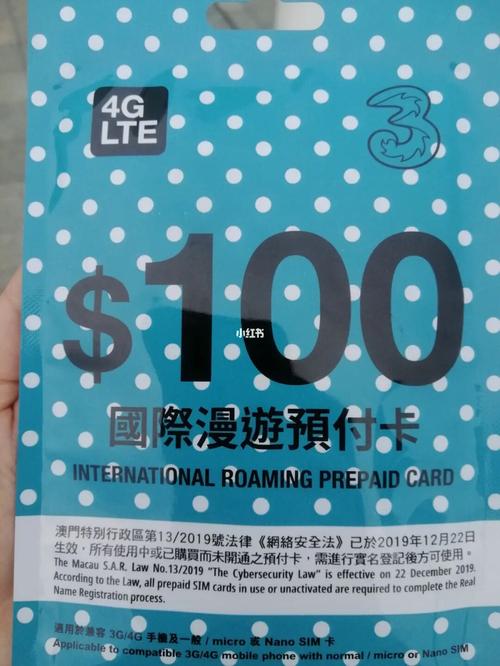 4G
LTE
3
$100
小红书
國際漫遊預付卡
INTERNATIONAL ROAMING PREPAID CARD
澳門特別行政區第13/2019號法律《網絡安全法》已於2019年12月22日
生效，所有使用中或已購買而未開通之預付卡，需進行實名登記後方可使用。
The Macau S.A.R. Law No.13/2019 "The Cybersecurity Law" is effective on 22 December 2019.
According to the Law, all prepaid SIM cards in use or unactivated are required to complete the Real
Name Registration process.
適用於兼容 3G/4G 手機及一般 / micro 或 Nano SIM 卡
Applicable to compatible 3G/4G mobile phone with normal / micro or Nano SIM